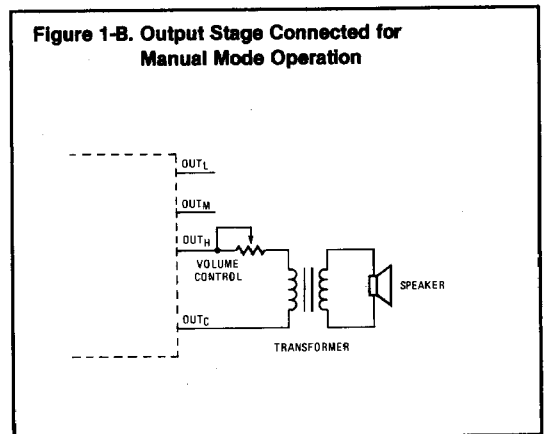 Figure 1-B. Output Stage Connected for
Manual Mode Operation
OUTL
OUTM
OUTH
VOLUME
CONTROL
SPEAKER
OUTC
TRANSFORMER